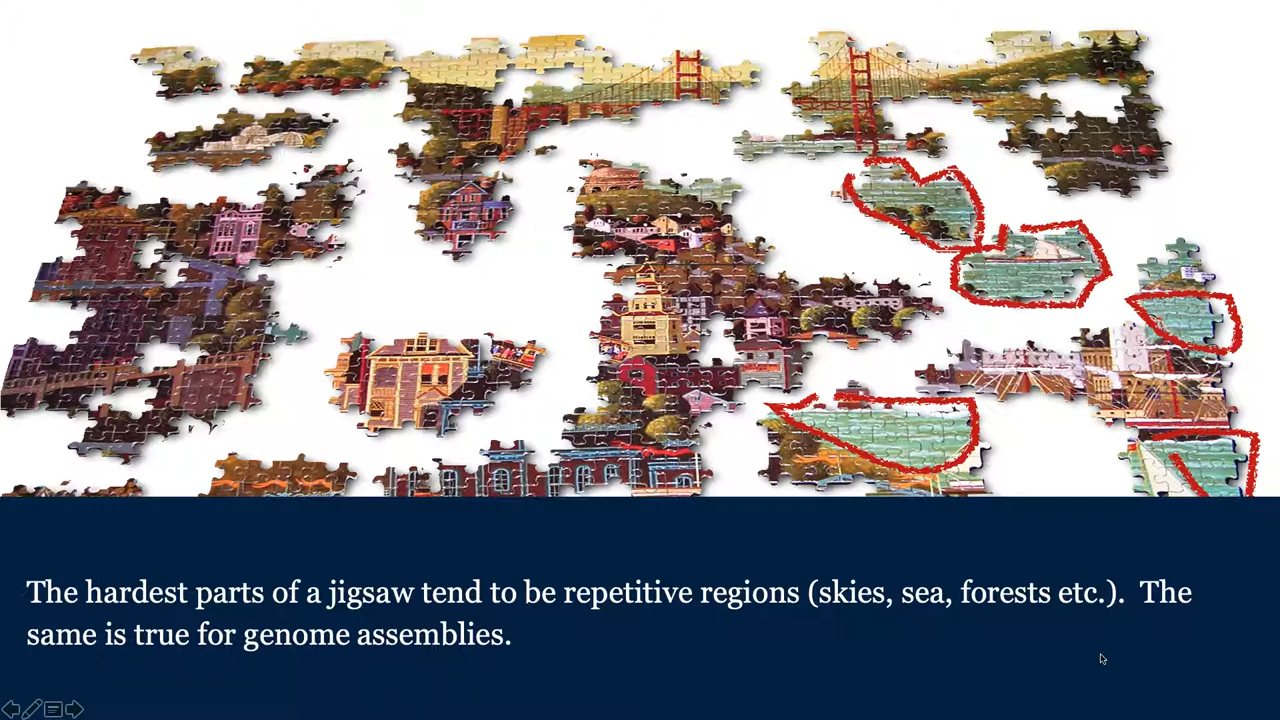 The hardest parts of a jigsaw tend to be repetitive regions (skies, sea, forests etc.).  The
same is true for genome assemblies.